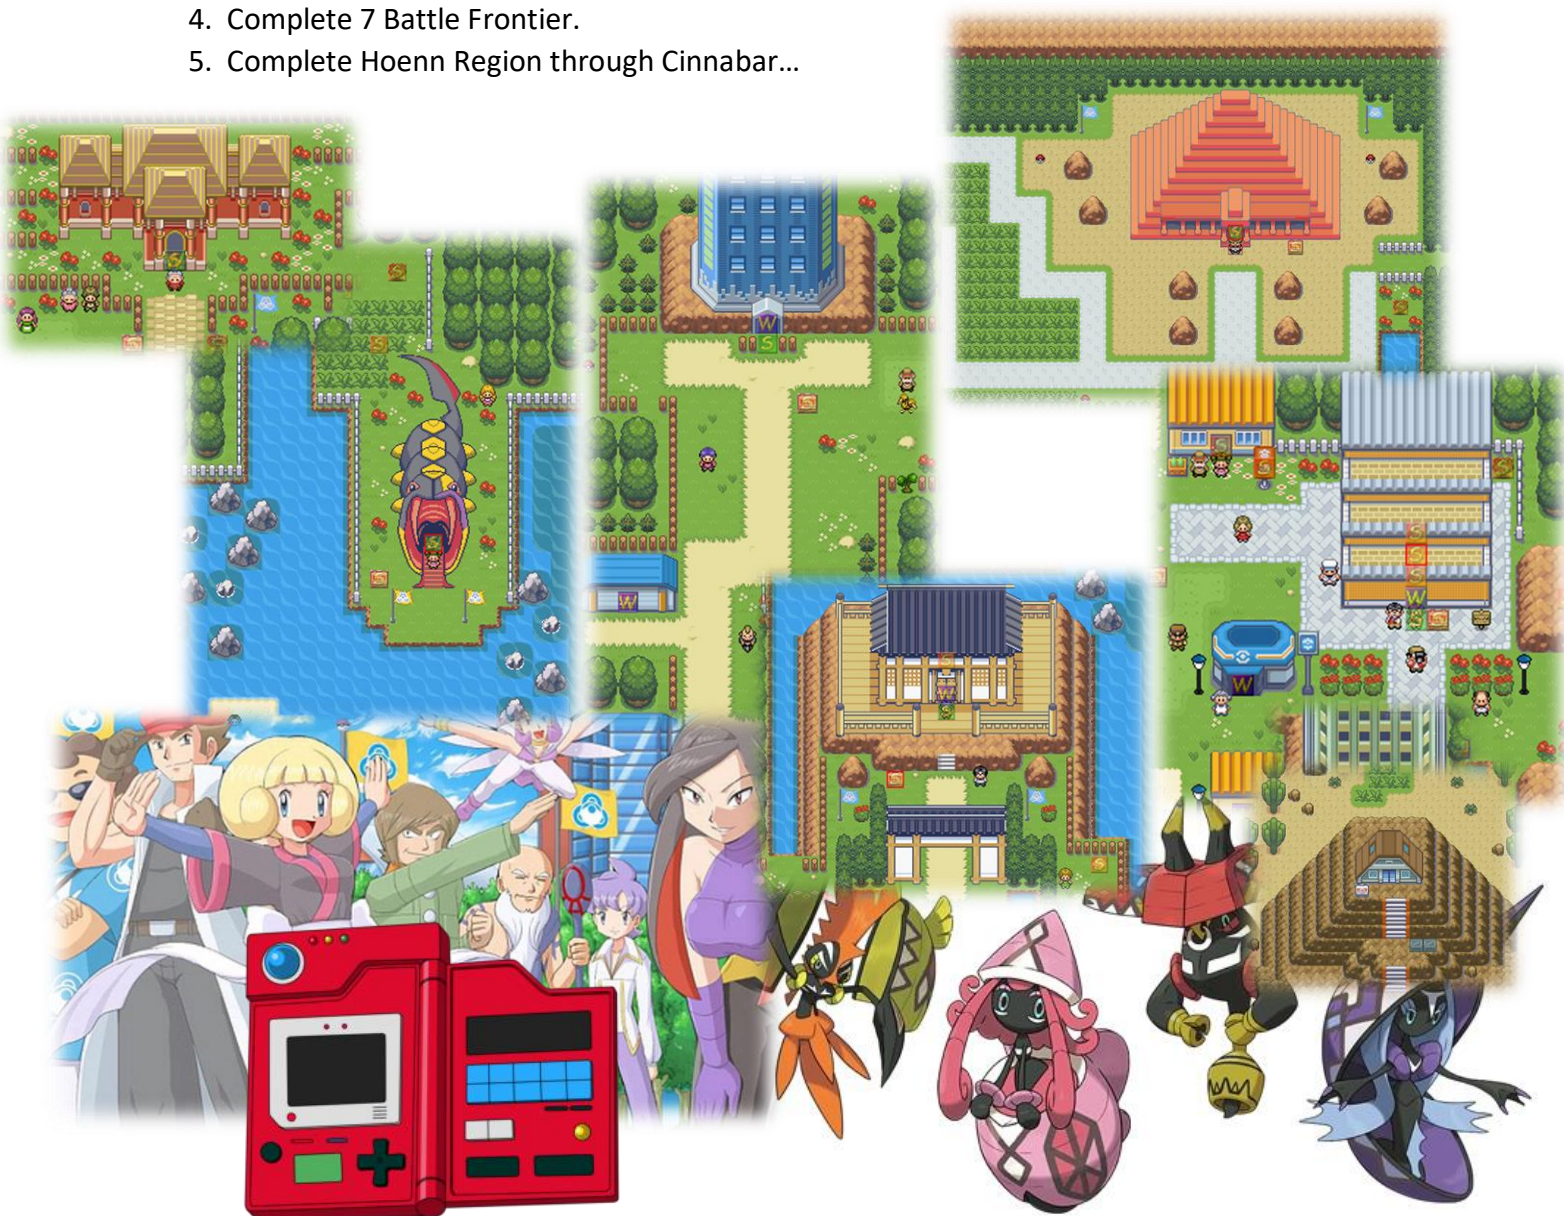 4. Complete 7 Battle Frontier.
5. Complete Hoenn Region through Cinnabar…